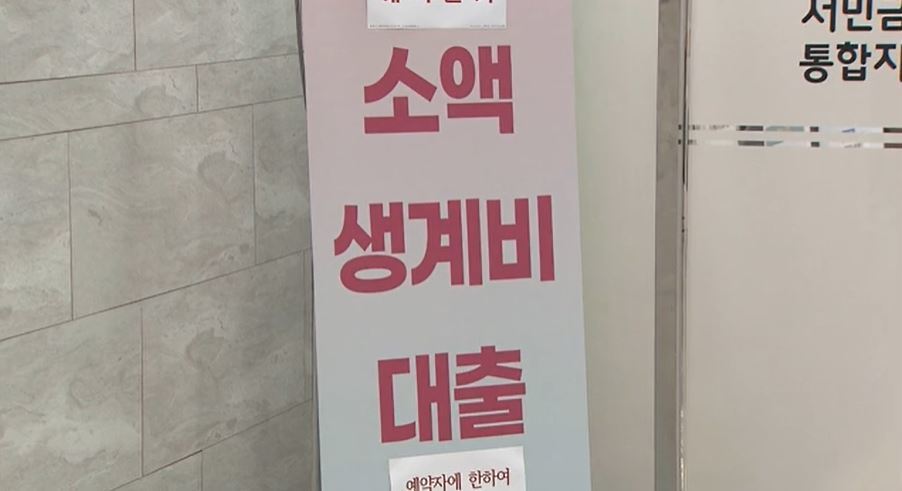 소액
생계비
대출
예약자에 한하여
서민금
통합지